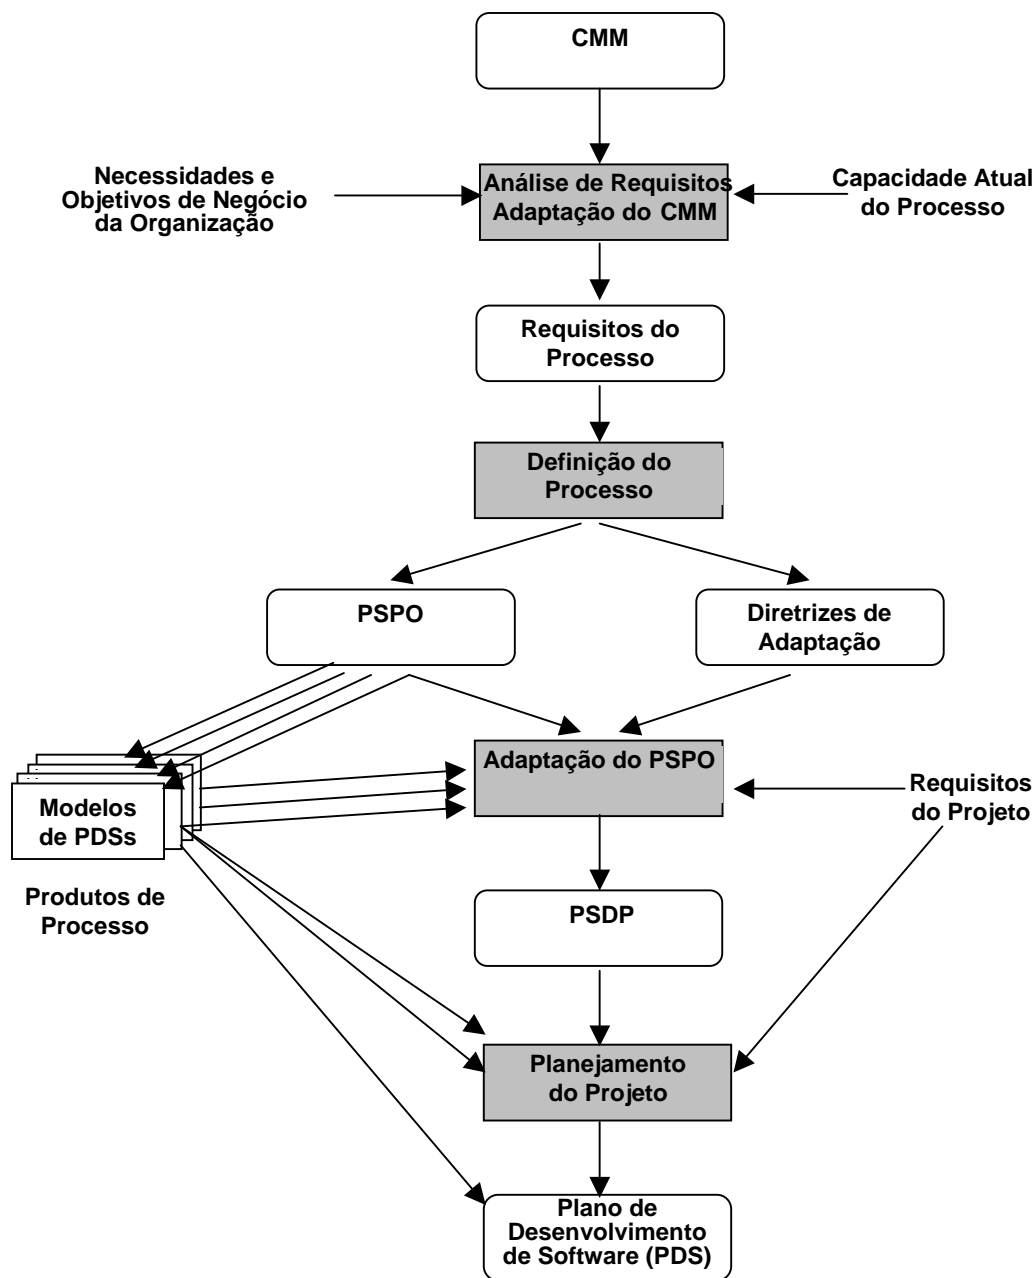 CMM
Necessidades e
Objetivos de Negócio
da Organização
Análise de Requisitos
Adaptação do CMM
Capacidade Atual
do Processo
Requisitos do
Processo
Definição do
Processo
PSPO
Diretrizes de
Adaptação
Adaptação do PSPO
Modelos
de PDSs
Requisitos
do Projeto
Produtos de
Processo
PSDP
Planejamento
do Projeto
Plano de
Desenvolvimento
de Software (PDS)